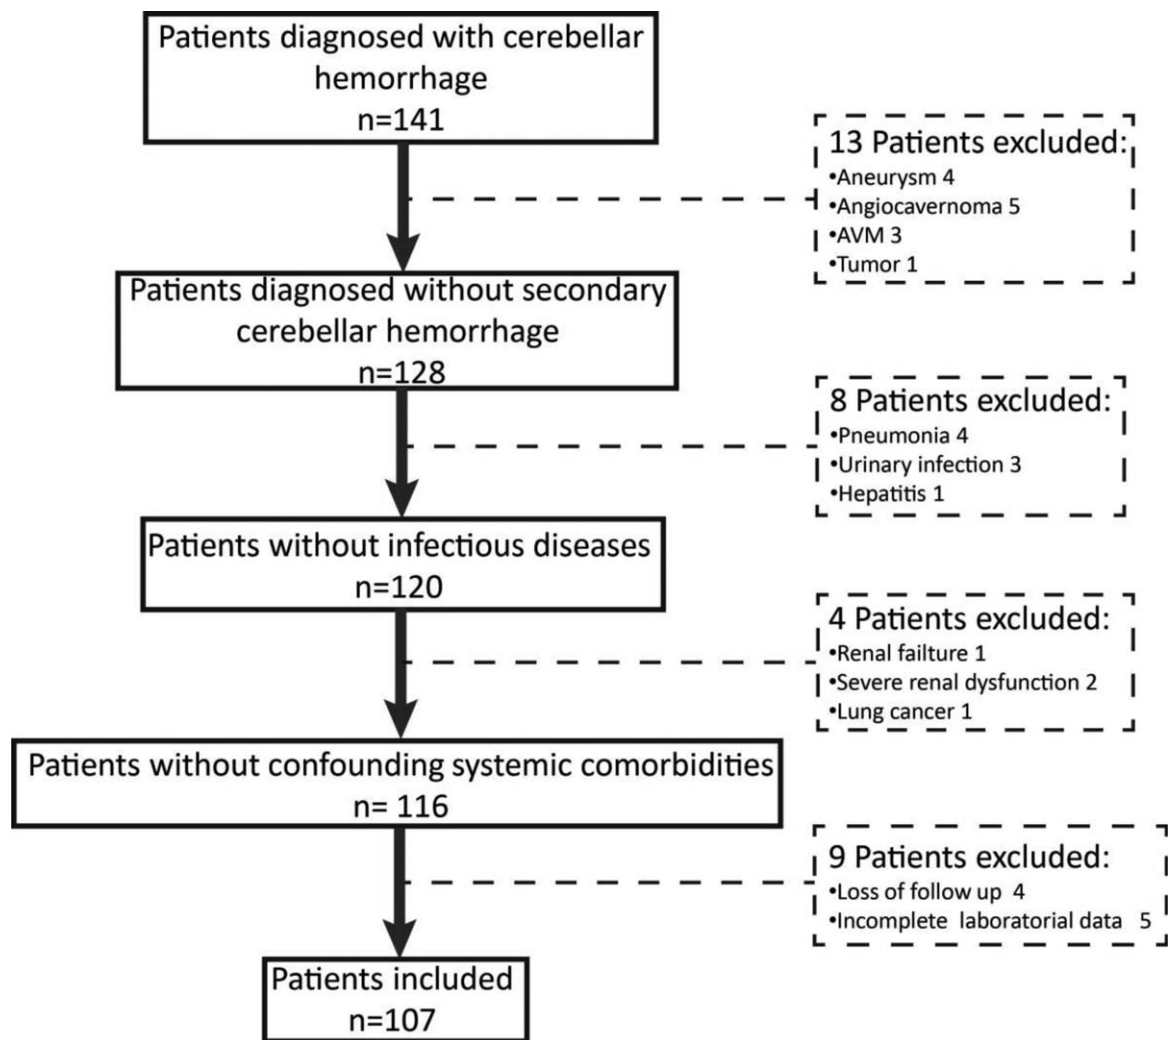 Patients diagnosed with cerebellar
hemorrhage
n=141
13 Patients excluded:
•Aneurysm 4
•Angiocavernoma 5
•AVM 3
•Tumor 1
Patients diagnosed without secondary
cerebellar hemorrhage
n=128
8 Patients excluded:
•Pneumonia 4
•Urinary infection 3
•Hepatitis 1
Patients without infectious diseases
n=120
4 Patients excluded:
•Renal failture 1
•Severe renal dysfunction 2
•Lung cancer 1
Patients without confounding systemic comorbidities
n= 116
9 Patients excluded:
•Loss of follow up 4
•Incomplete laboratorial data 5
Patients included
n=107